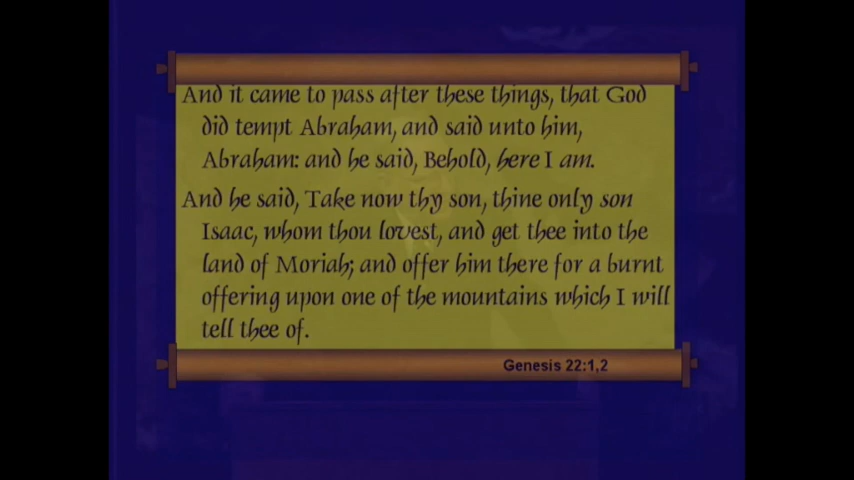 And it came to pass after these things, that God
did tempt Abraham, and said unto him,
Abraham: and he said, Behold, here I am.
And he said, Take now thy son, thine only son
Isaac, whom thou lovest, and get thee into the
land of Moriah; and offer him there for a burnt
offering upon one of the mountains which I will
tell thee of.
Genesis 22:1,2